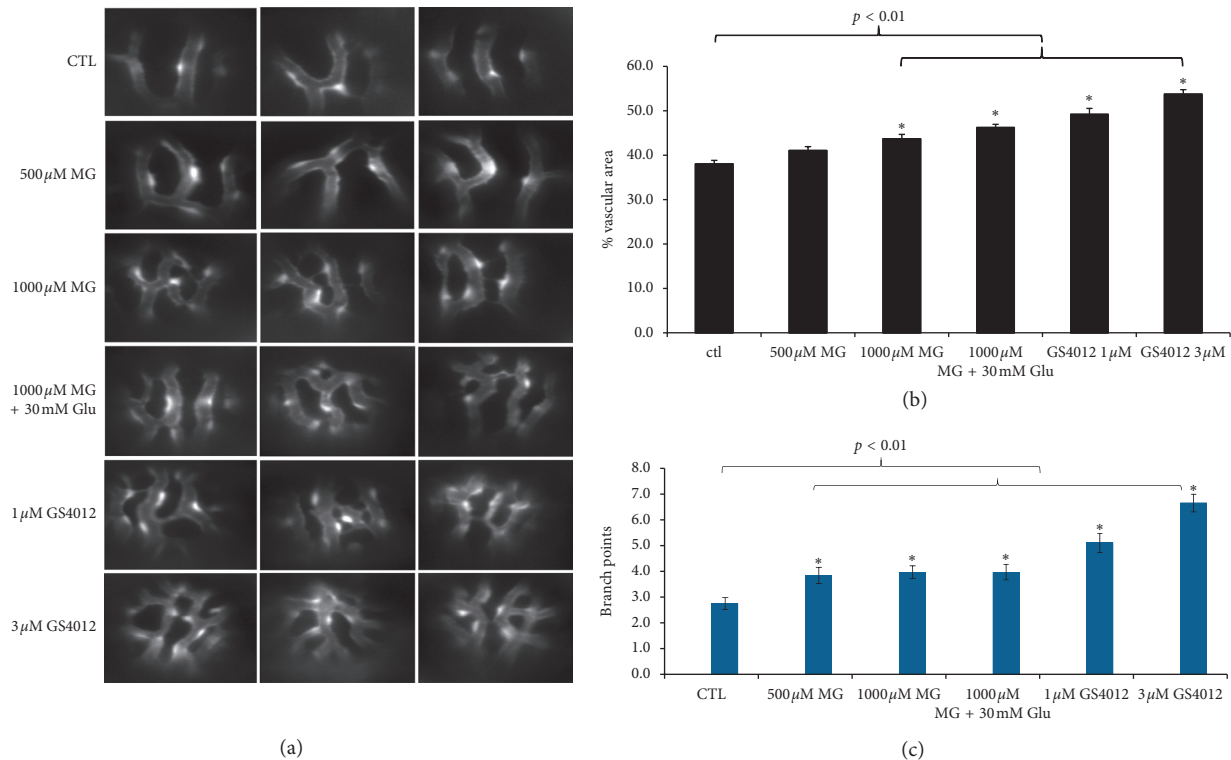 CTL
500 µM MG
1000 µM MG
1000 µM MG
+ 30 mM Glu
1 µM GS4012
3 µM GS4012
(a)
p < 0.01
60.0
50.0
40.0
30.0
20.0
10.0
0.0
% vascular area
* * * *
ctl 500 µM MG 1000 µM MG 1000 µM GS4012 1 µM GS4012 3 µM
MG + 30 mM Glu
(b)
p < 0.01
8.0
7.0
6.0
5.0
4.0
3.0
2.0
1.0
0.0
Branch points
* * * * *
CTL 500 µM MG 1000 µM MG 1000 µM 1 µM GS4012 3 µM GS4012
MG + 30 mM Glu
(c)